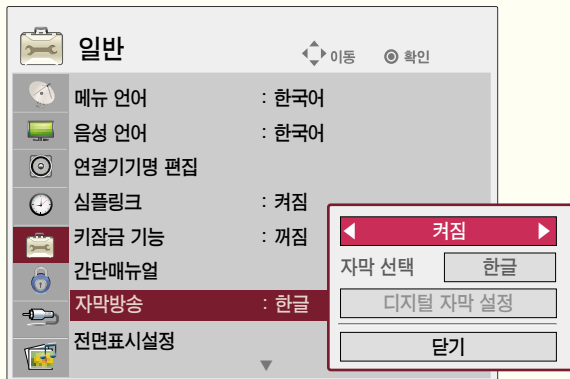 일반
이동 확인
메뉴 언어 : 한국어
음성 언어 : 한국어
연결기기명 편집
심플링크 : 켜짐
키잠금 기능 : 꺼짐
간단매뉴얼
자막방송 : 한글
전면표시설정
켜짐
자막 선택 한글
디지털 자막 설정
닫기